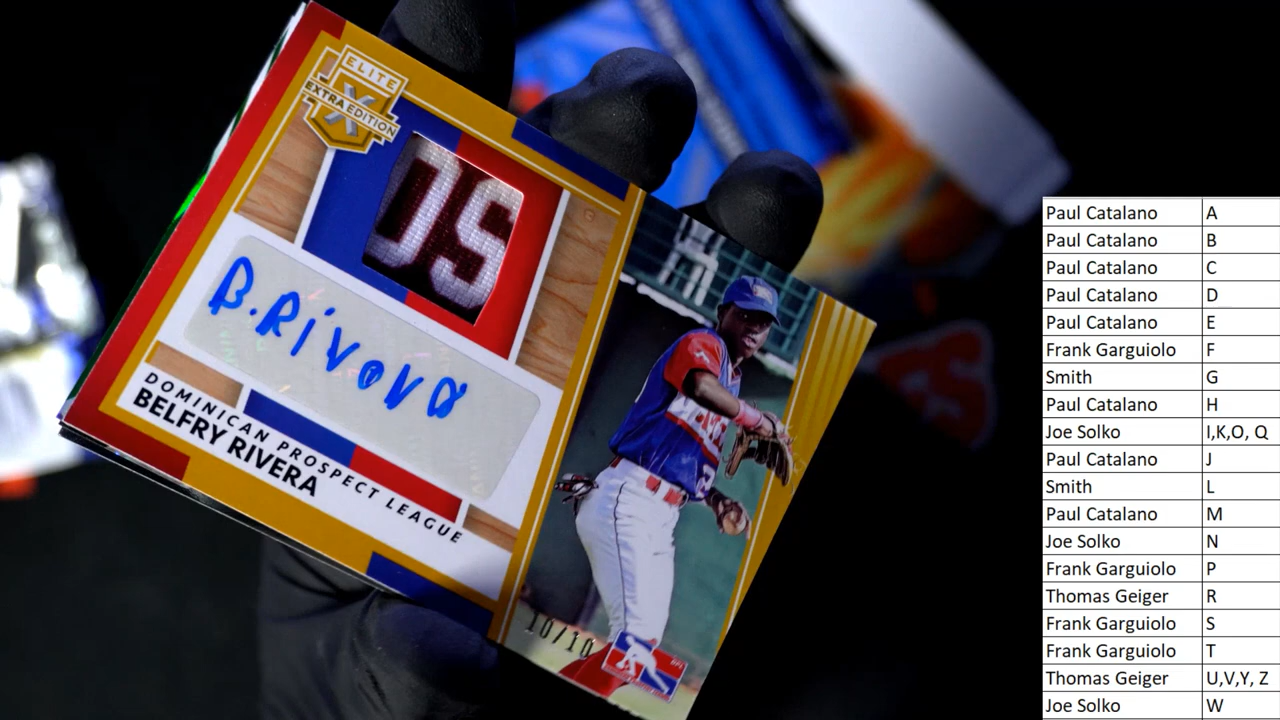 ELITE
EXTRA EDITION
X
DS
B. Rivova
DOMINICAN PROSPECT LEAGUE
BELFRY RIVERA
10/10
Paul Catalano A
Paul Catalano B
Paul Catalano C
Paul Catalano D
Paul Catalano E
Frank Garguiolo F
Smith G
Paul Catalano H
Joe Solko I,K,O, Q
Paul Catalano J
Smith L
Paul Catalano M
Joe Solko N
Frank Garguiolo P
Thomas Geiger R
Frank Garguiolo S
Frank Garguiolo T
Thomas Geiger U,V,Y, Z
Joe Solko W